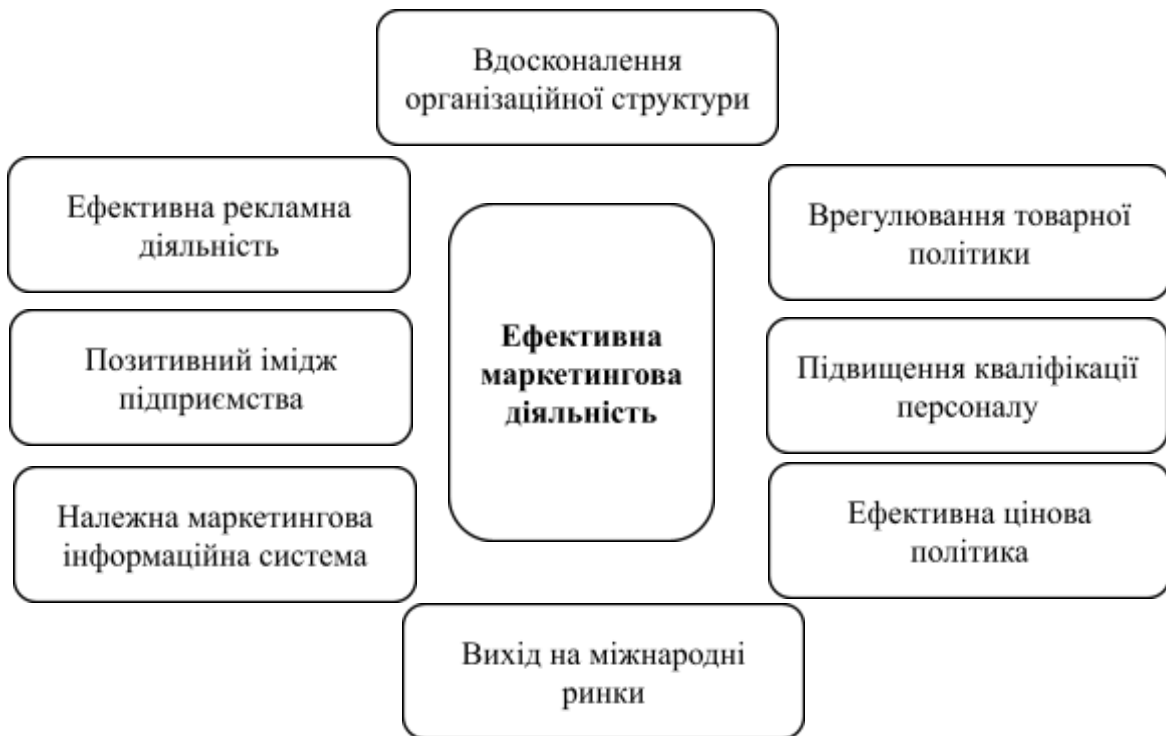 Вдосконалення
організаційної структури
Ефективна рекламна
діяльність
Врегулювання товарної
політики
Ефективна
маркетингова
діяльність
Позитивний імідж
підприємства
Підвищення кваліфікації
персоналу
Належна маркетингова
інформаційна система
Ефективна цінова
політика
Вихід на міжнародні
ринки